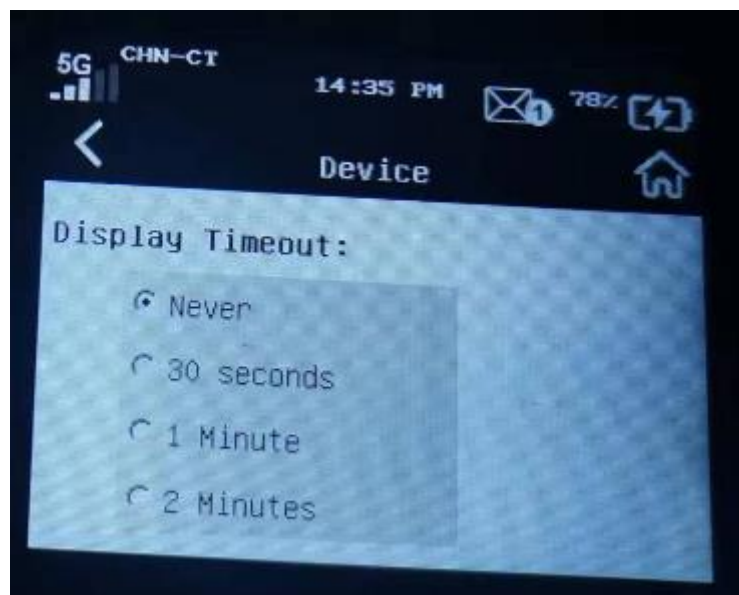 5G CHN-CT
14:35 PM
1
78%
Device
Display Timeout:
Never
30 seconds
1 Minute
2 Minutes